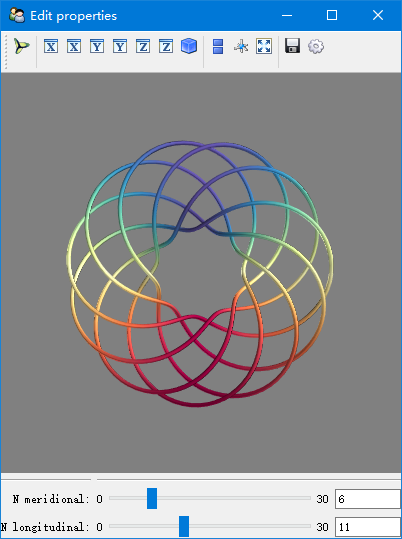 Edit properties
X X Y Y Z Z
N meridional: 0 30 6
N longitudinal: 0 30 11